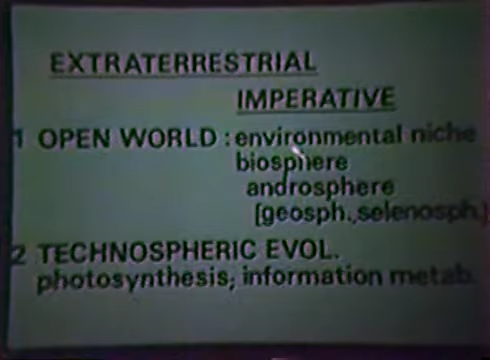 EXTRATERRESTRIAL
IMPERATIVE
1 OPEN WORLD : environmental niche
biosphere
androsphere
(geosph., selenosph.)
2 TECHNOSPHERIC EVOL.
photosynthesis; information metab.